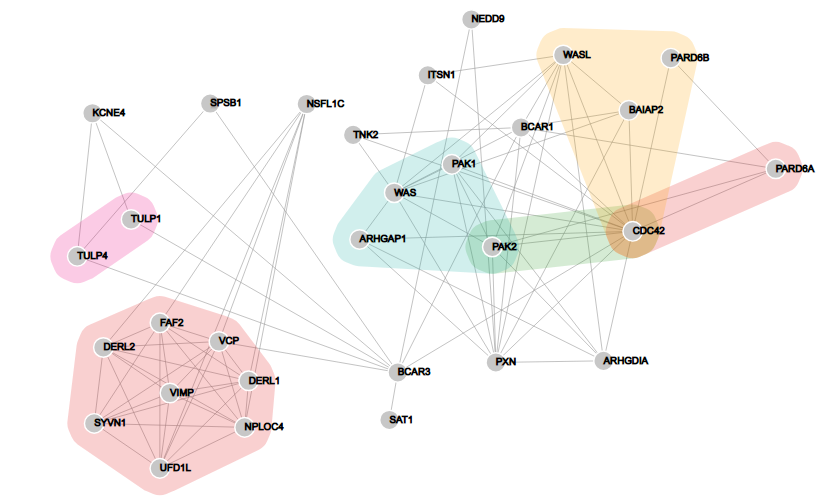 NEDD9
WASL
PARD6B
ITSN1
SPSB1
NSFL1C
KCNE4
BAIAP2
BCAR1
TNK2
PAK1
PARD6A
WAS
TULP1
CDC42
ARHGAP1
PAK2
TULP4
FAF2
VCP
DERL2
PXN
ARHGDIA
BCAR3
DERL1
VIMP
SAT1
SYVN1
NPLOC4
UFD1L